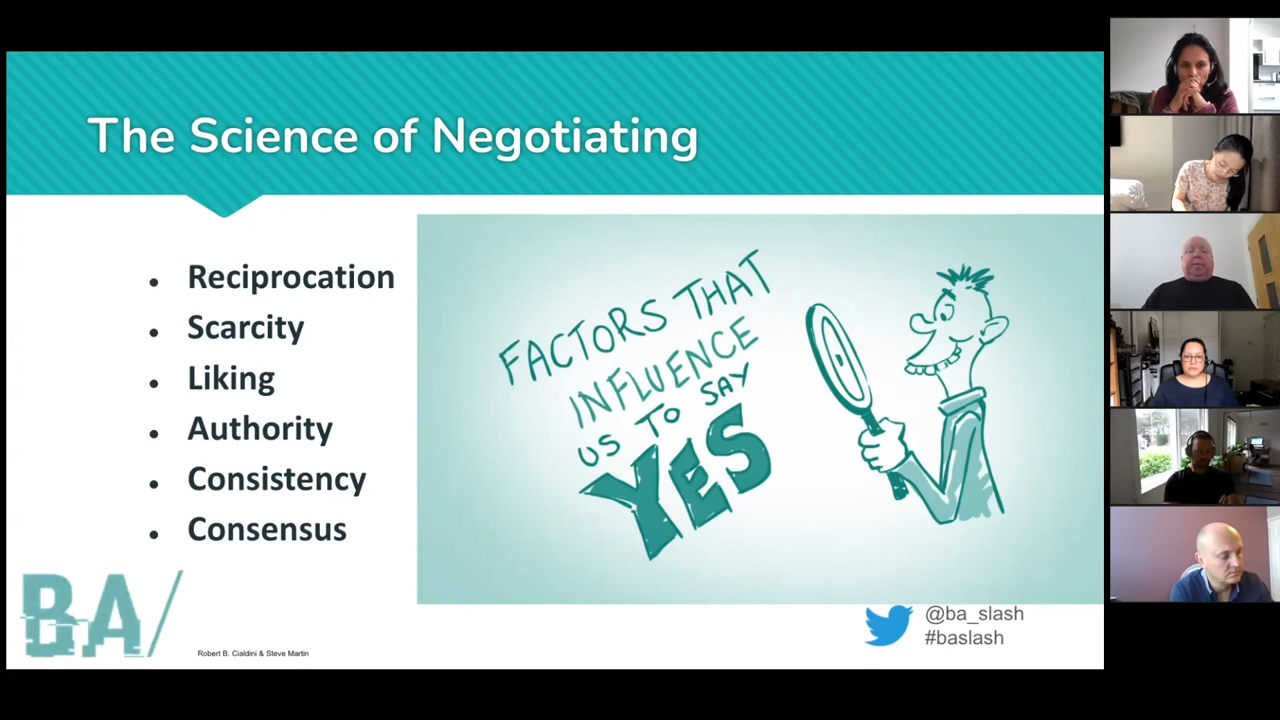 The Science of Negotiating
Reciprocation
Scarcity
Liking
Authority
Consistency
Consensus
FACTORS THAT
INFLUENCE
US TO SAY
YES
BA/
@ba_slash
#baslash
Robert B. Cialdini & Steve Martin